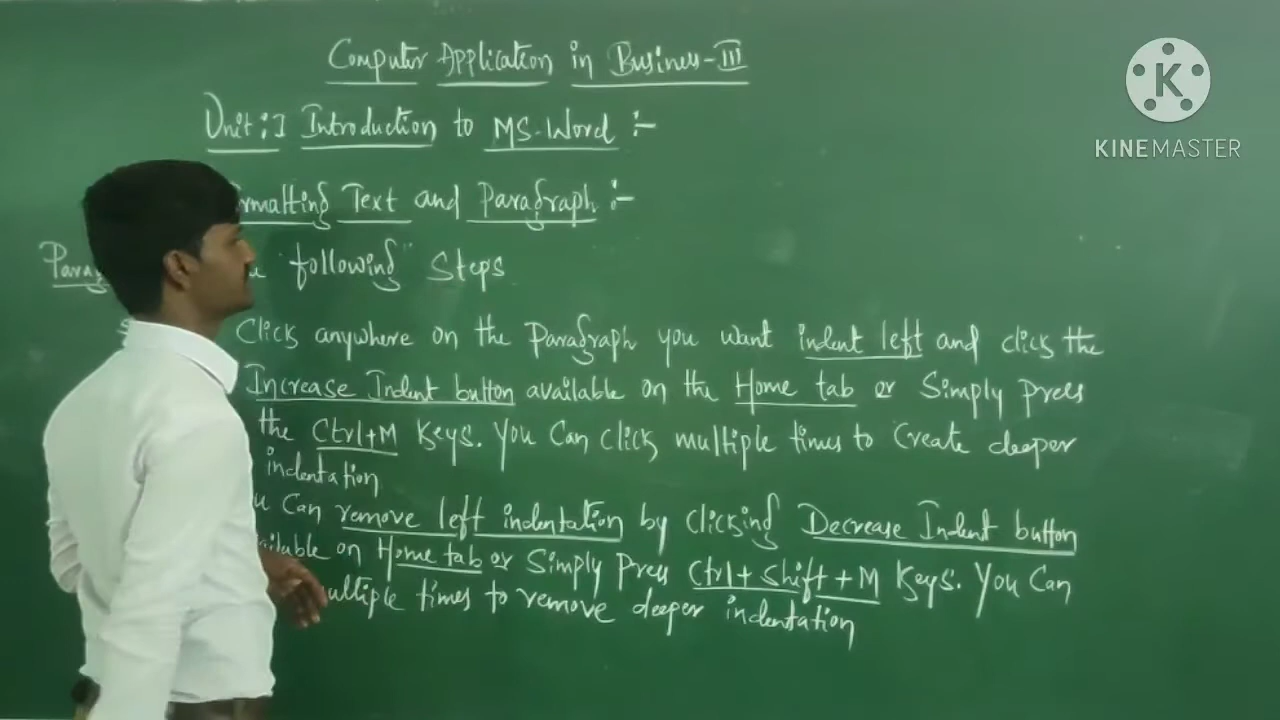 Computer Application in Business-III
Unit:I Introduction to MS-Word :-
Text and Paragraph :-
following Steps
Click anywhere on the Paragraph you want indent left and click the
Increase Indent button available on the Home tab or Simply press
the Ctrl+M Keys. You Can click multiple times to Create deeper
indentation
Can remove left indentation by clicking Decrease Indent button
on Home tab or Simply Press Ctrl+Shift+M Keys. You Can
times to remove deeper indentation
K
KINEMASTER